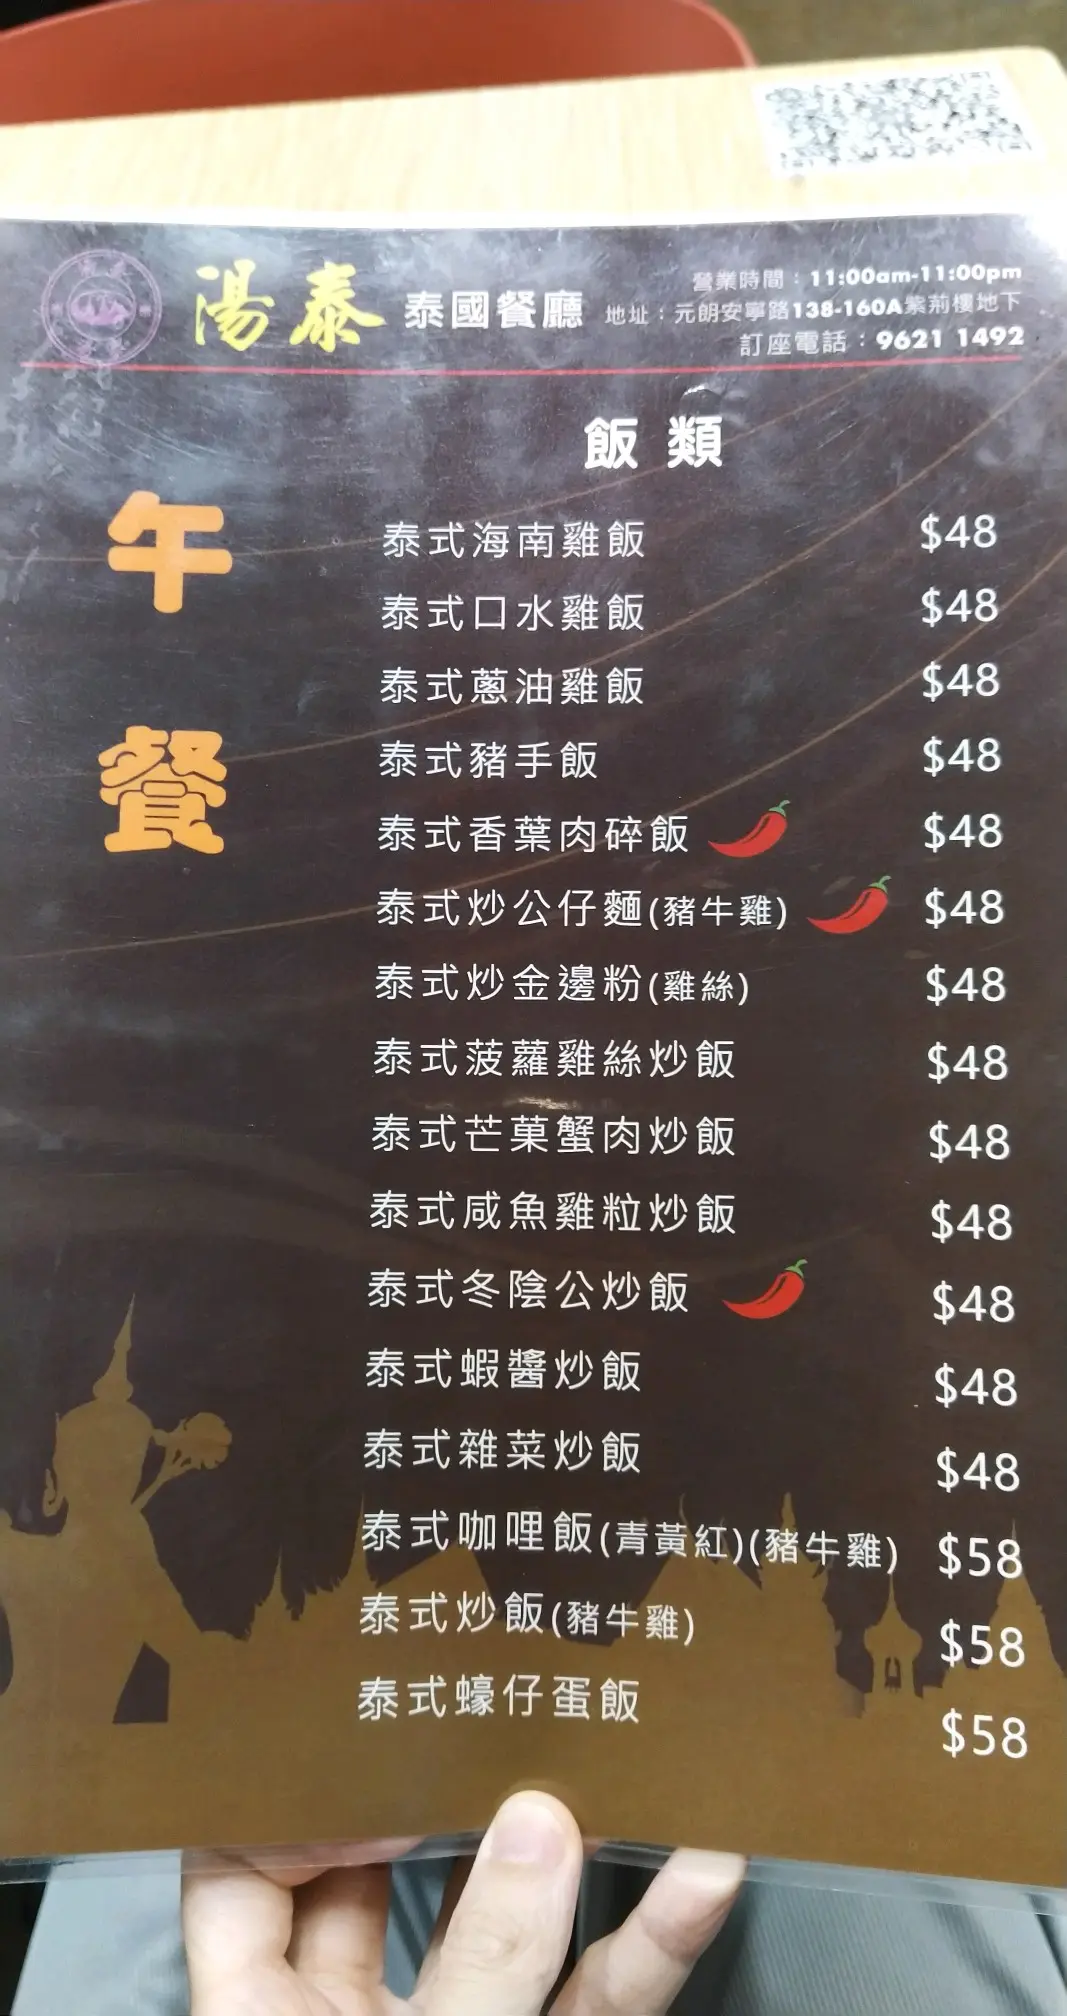 湯泰 泰國餐廳
營業時間：11:00am-11:00pm
地址：元朗安寧路138-160A紫荊樓地下
訂座電話：9621 1492
午餐
飯類
泰式海南雞飯 $48
泰式口水雞飯 $48
泰式蔥油雞飯 $48
泰式豬手飯 $48
泰式香葉肉碎飯 $48
泰式炒公仔麵(豬牛雞) $48
泰式炒金邊粉(雞絲) $48
泰式菠蘿雞絲炒飯 $48
泰式芒菓蟹肉炒飯 $48
泰式咸魚雞粒炒飯 $48
泰式冬陰公炒飯 $48
泰式蝦醬炒飯 $48
泰式雜菜炒飯 $48
泰式咖哩飯(青黃紅)(豬牛雞) $58
泰式炒飯(豬牛雞) $58
泰式蠔仔蛋飯 $58